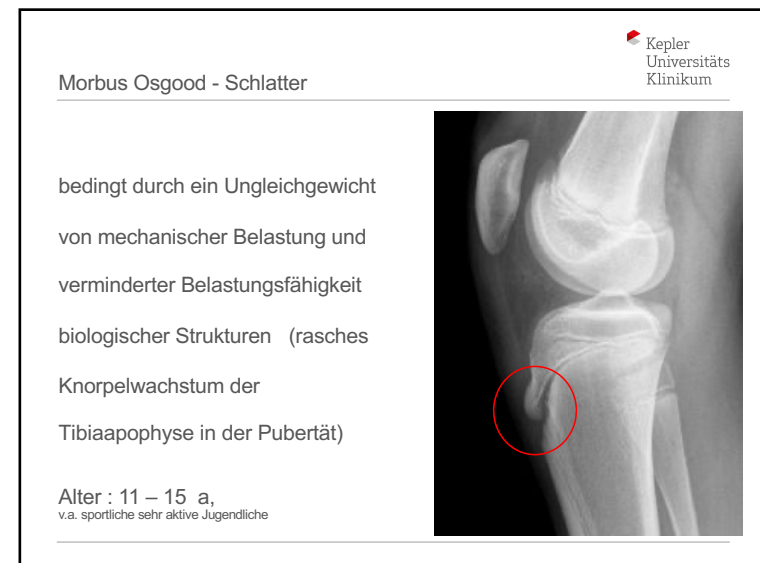 Kepler
Universitäts
Klinikum
Morbus Osgood - Schlatter
bedingt durch ein Ungleichgewicht
von mechanischer Belastung und
verminderter Belastungsfähigkeit
biologischer Strukturen (rasches
Knorpelwachstum der
Tibiaapophyse in der Pubertät)
Alter : 11 – 15 a,
v.a. sportliche sehr aktive Jugendliche